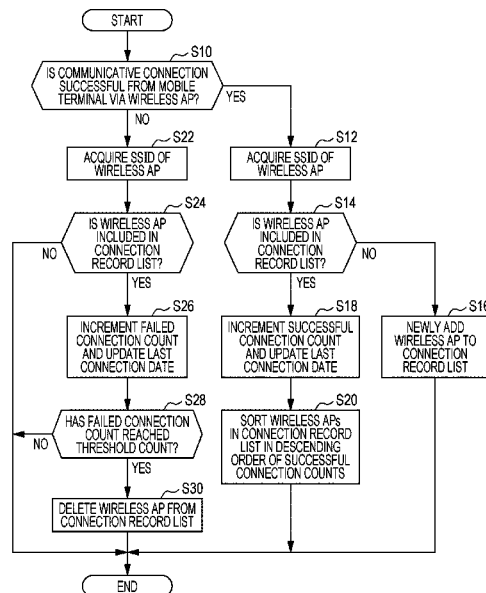 START
S10
IS COMMUNICATIVE CONNECTION
SUCCESSFUL FROM MOBILE
TERMINAL VIA WIRELESS AP?
YES
NO
S22
ACQUIRE SSID OF
WIRELESS AP
S12
ACQUIRE SSID OF
WIRELESS AP
S24
IS WIRELESS AP
INCLUDED IN
CONNECTION
RECORD LIST?
NO
YES
S14
IS WIRELESS AP
INCLUDED IN
CONNECTION
RECORD LIST?
NO
YES
S26
INCREMENT FAILED
CONNECTION COUNT
AND UPDATE LAST
CONNECTION DATE
S18
INCREMENT SUCCESSFUL
CONNECTION COUNT
AND UPDATE LAST
CONNECTION DATE
S16
NEWLY ADD
WIRELESS AP TO
CONNECTION
RECORD LIST
S28
HAS FAILED CONNECTION
COUNT REACHED
THRESHOLD COUNT?
NO
YES
S20
SORT WIRELESS APs
IN CONNECTION RECORD
LIST IN DESCENDING
ORDER OF SUCCESSFUL
CONNECTION COUNTS
S30
DELETE WIRELESS AP FROM
CONNECTION RECORD LIST
END